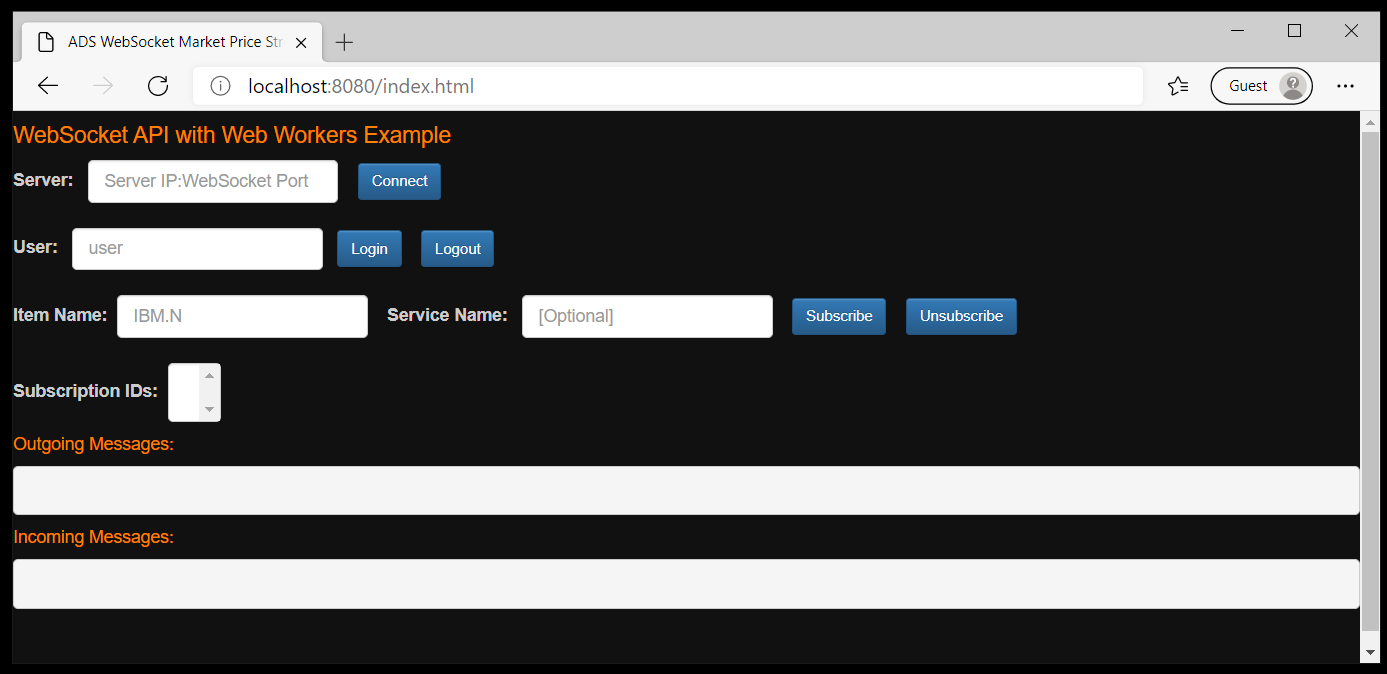 ADS WebSocket Market Price Str
localhost:8080/index.html
Guest
WebSocket API with Web Workers Example
Server: Server IP:WebSocket Port Connect
User: user Login Logout
Item Name: IBM.N Service Name: [Optional] Subscribe Unsubscribe
Subscription IDs:
Outgoing Messages:
Incoming Messages: